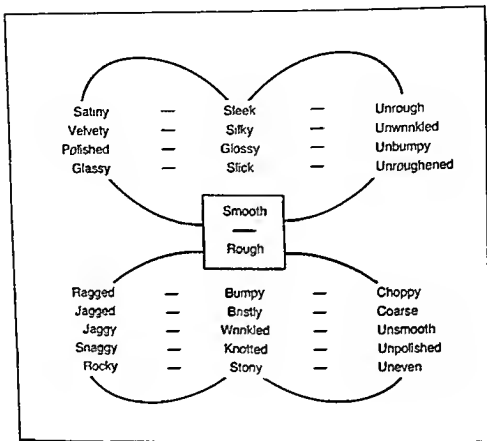 Satiny — Sleek — Unrough
Velvety — Silky — Unwrinkled
Polished — Glossy — Unbumpy
Glassy — Slick — Unroughened
Smooth
—
Rough
Ragged — Bumpy — Choppy
Jagged — Bristly — Coarse
Jaggy — Wrinkled — Unsmooth
Snaggy — Knotted — Unpolished
Rocky — Stony — Uneven